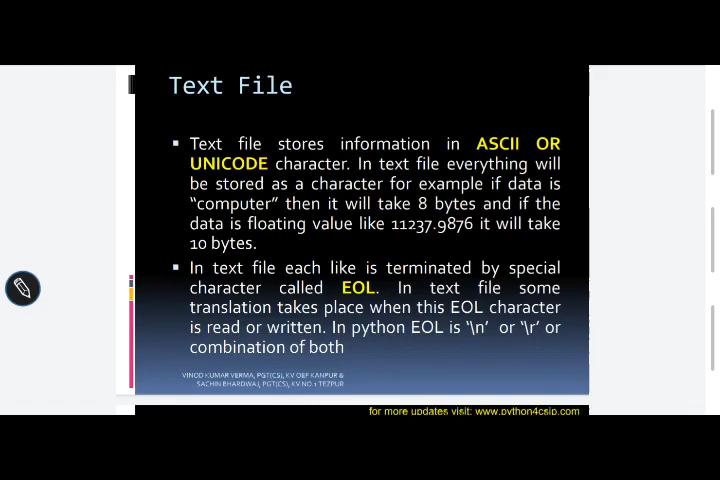 Text File
▪ Text file stores information in ASCII OR
UNICODE character. In text file everything will
be stored as a character for example if data is
“computer” then it will take 8 bytes and if the
data is floating value like 11237.9876 it will take
10 bytes.
▪ In text file each like is terminated by special
character called EOL. In text file some
translation takes place when this EOL character
is read or written. In python EOL is ‘\n’ or ‘\r’ or
combination of both
VINOD KUMAR VERMA, PGT(CS), KV OEF KANPUR &
SACHIN BHARDWAJ, PGT(CS), KV NO.1 TEZPUR
for more updates visit: www.python4csip.com